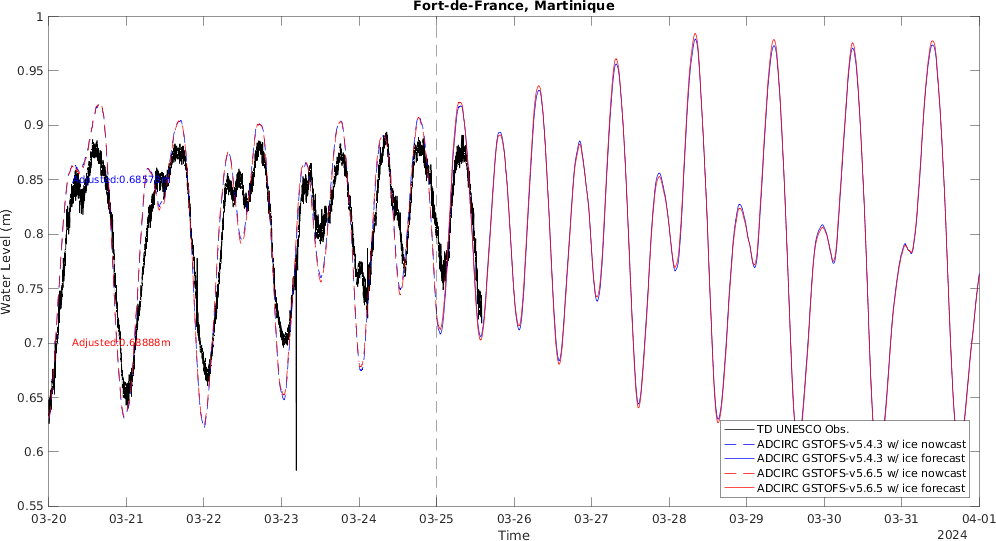 Fort-de-France, Martinique
1
0.95
0.9
0.85
0.8
0.75
0.7
0.65
0.6
0.55
Water Level (m)
Adjusted:0.68888m
TD UNESCO Obs.
ADCIRC GSTOFS-v5.4.3 w/ ice nowcast
ADCIRC GSTOFS-v5.4.3 w/ ice forecast
ADCIRC GSTOFS-v5.6.5 w/ ice nowcast
ADCIRC GSTOFS-v5.6.5 w/ ice forecast
03-20 03-21 03-22 03-23 03-24 03-25 03-26 03-27 03-28 03-29 03-30 03-31 04-01
Time
2024